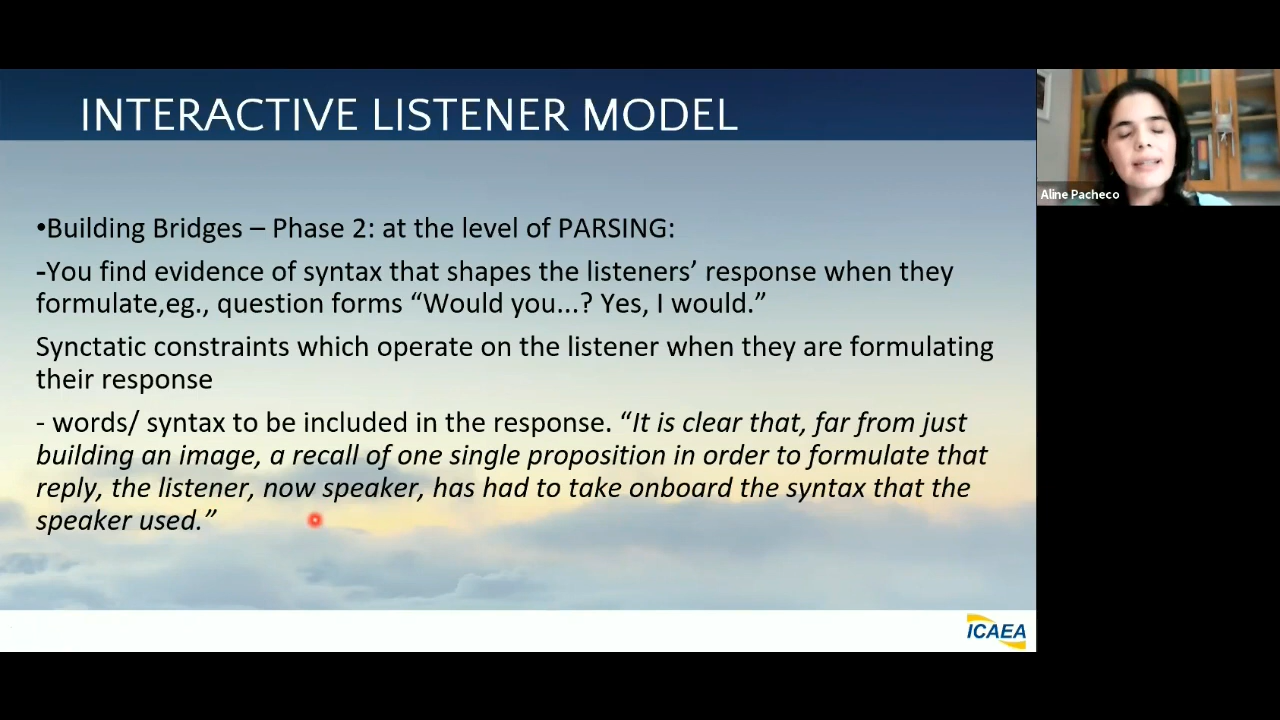 INTERACTIVE LISTENER MODEL
Aline Pacheco
•Building Bridges – Phase 2: at the level of PARSING:
-You find evidence of syntax that shapes the listeners’ response when they
formulate,eg., question forms “Would you...? Yes, I would.”
Synctatic constraints which operate on the listener when they are formulating
their response
- words/ syntax to be included in the response. “It is clear that, far from just
building an image, a recall of one single proposition in order to formulate that
reply, the listener, now speaker, has had to take onboard the syntax that the
speaker used.”
ICAEA